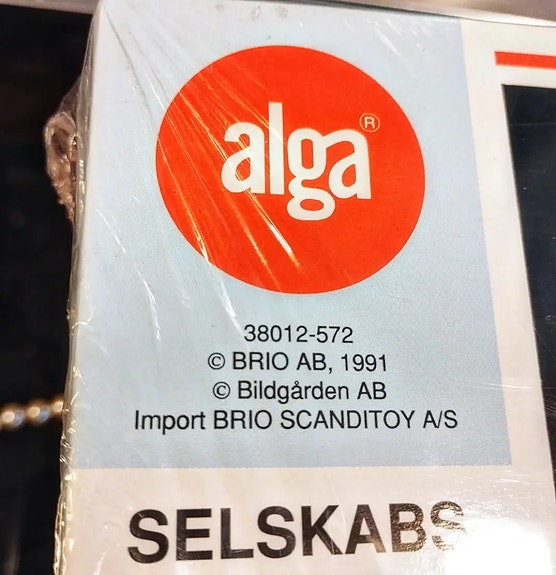 alga®
38012-572
© BRIO AB, 1991
© Bildgården AB
Import BRIO SCANDITOY A/S
SELSKABS